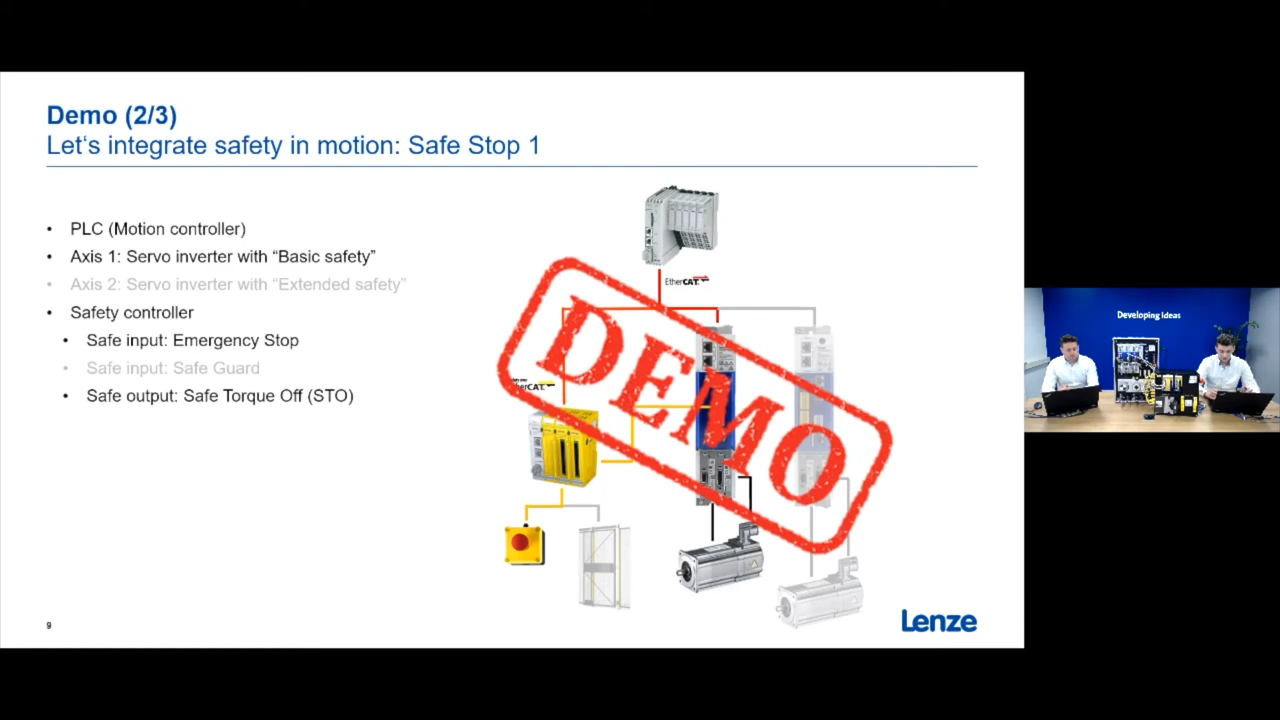 Demo (2/3)
Let's integrate safety in motion: Safe Stop 1
• PLC (Motion controller)
• Axis 1: Servo inverter with “Basic safety”
• Axis 2: Servo inverter with “Extended safety”
• Safety controller
• Safe input: Emergency Stop
• Safe input: Safe Guard
• Safe output: Safe Torque Off (STO)
EtherCAT
DEMO
9
Lenze
Developing Ideas